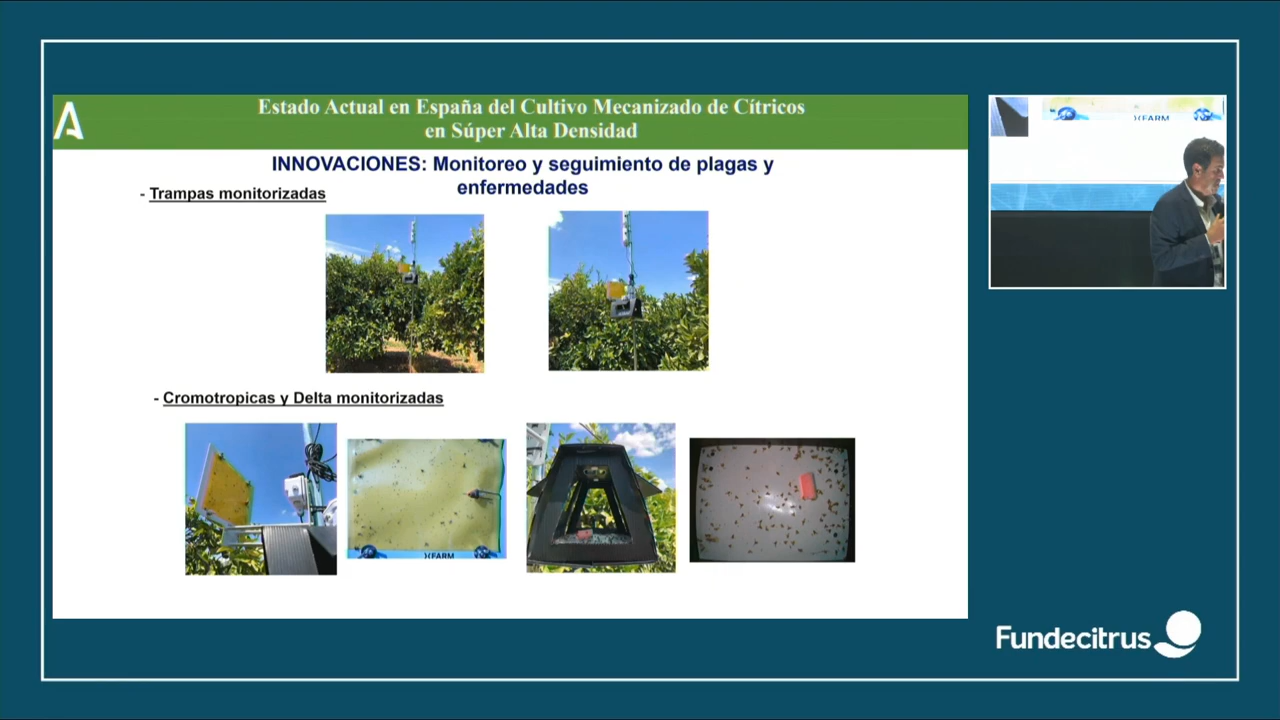 Estado Actual en España del Cultivo Mecanizado de Cítricos
en Súper Alta Densidad
INNOVACIONES: Monitoreo y seguimiento de plagas y
enfermedades
- Trampas monitorizadas
- Cromotropicas y Delta monitorizadas
XFARM
XFARM
Fundecitrus